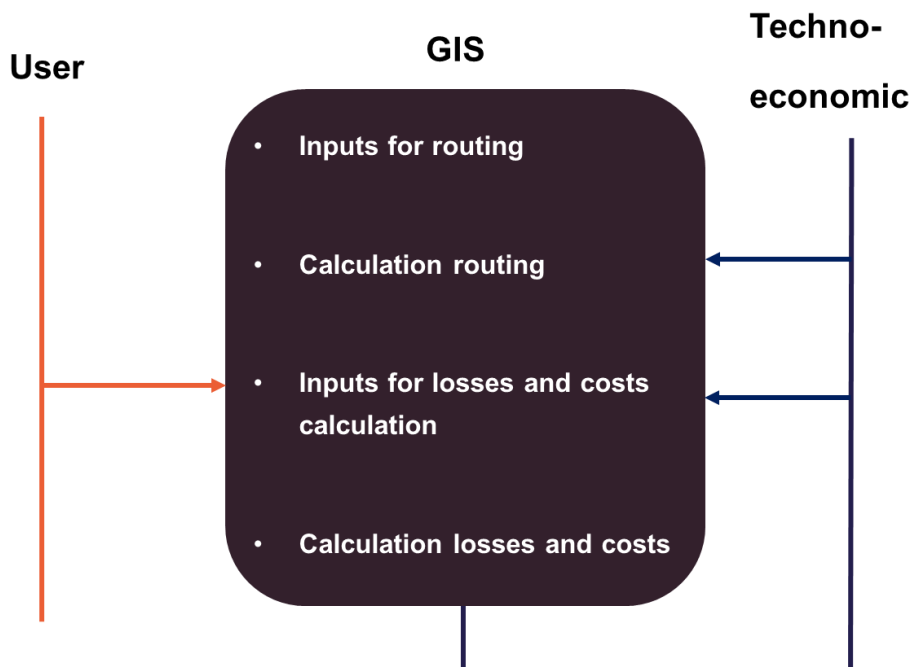 User
GIS
Techno-
economic
• Inputs for routing
• Calculation routing
• Inputs for losses and costs
calculation
• Calculation losses and costs